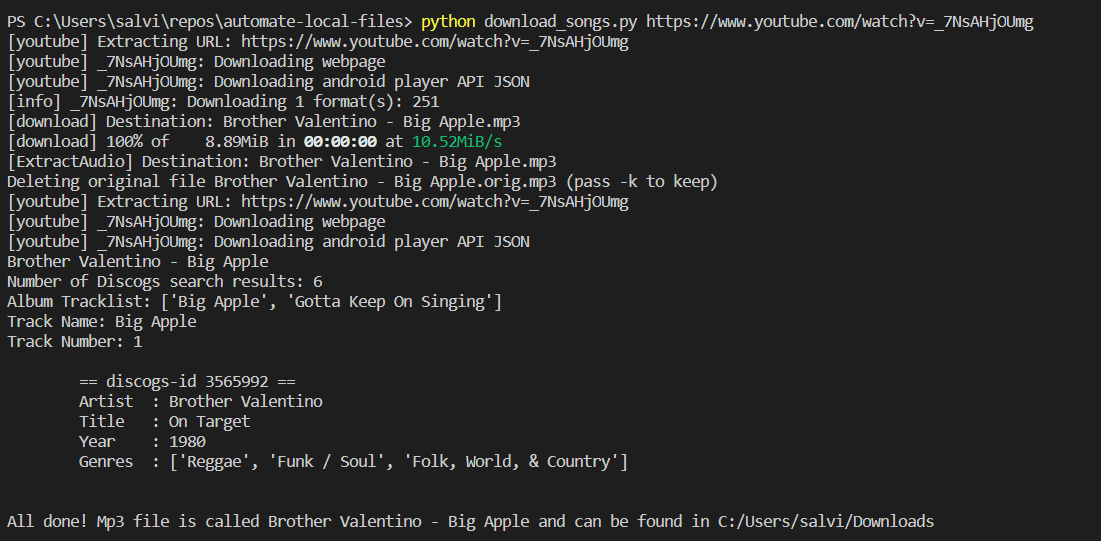 PS C:\Users\salvi\repos\automate-local-files> python download_songs.py https://www.youtube.com/watch?v=_7NsAHjOUmg
[youtube] Extracting URL: https://www.youtube.com/watch?v=_7NsAHjOUmg
[youtube] _7NsAHjOUmg: Downloading webpage
[youtube] _7NsAHjOUmg: Downloading android player API JSON
[info] _7NsAHjOUmg: Downloading 1 format(s): 251
[download] Destination: Brother Valentino - Big Apple.mp3
[download] 100% of    8.89MiB in 00:00:00 at 10.52MiB/s
[ExtractAudio] Destination: Brother Valentino - Big Apple.mp3
Deleting original file Brother Valentino - Big Apple.orig.mp3 (pass -k to keep)
[youtube] Extracting URL: https://www.youtube.com/watch?v=_7NsAHjOUmg
[youtube] _7NsAHjOUmg: Downloading webpage
[youtube] _7NsAHjOUmg: Downloading android player API JSON
Brother Valentino - Big Apple
Number of Discogs search results: 6
Album Tracklist: ['Big Apple', 'Gotta Keep On Singing']
Track Name: Big Apple
Track Number: 1
== discogs-id 3565992 ==
Artist  : Brother Valentino
Title   : On Target
Year    : 1980
Genres  : ['Reggae', 'Funk / Soul', 'Folk, World, & Country']
All done! Mp3 file is called Brother Valentino - Big Apple and can be found in C:/Users/salvi/Downloads